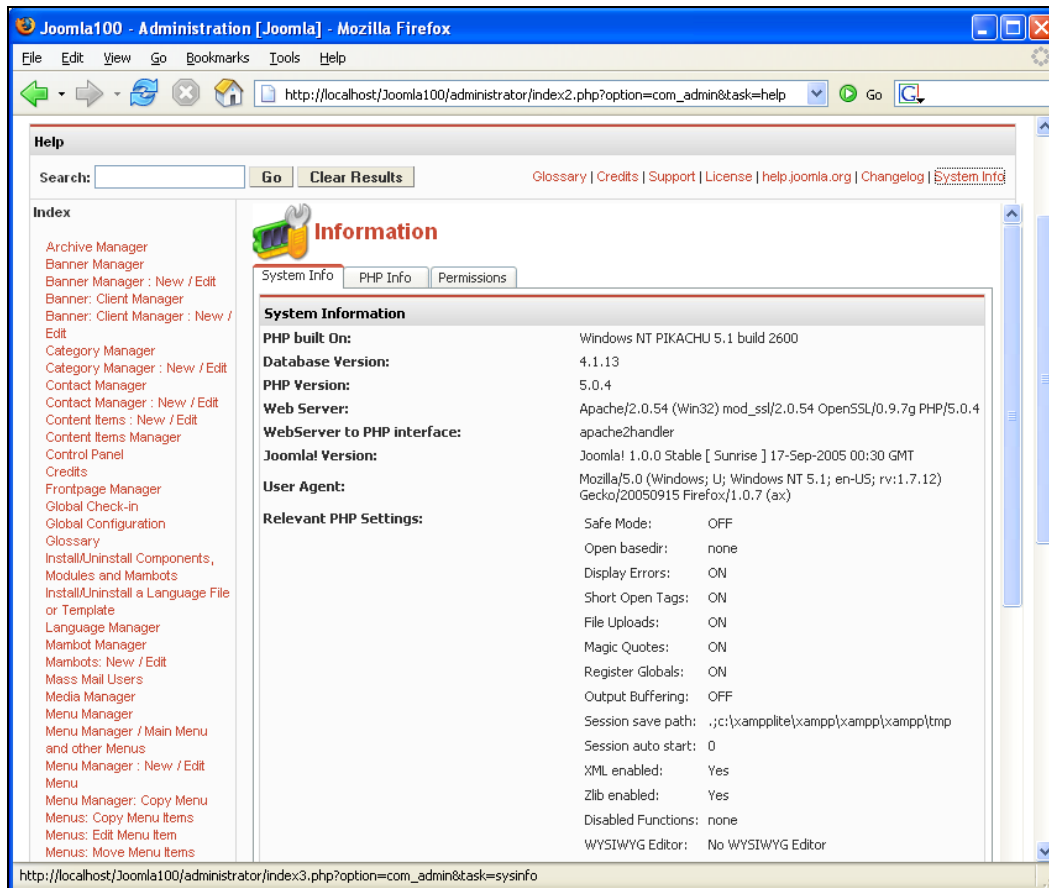 Joomla100 - Administration [Joomla] - Mozilla Firefox
File Edit View Go Bookmarks Tools Help
http://localhost/Joomla100/administrator/index2.php?option=com_admin&task=help Go G
Help
Search: Go Clear Results Glossary | Credits | Support | License | help.joomla.org | Changelog | System Info
Index
Archive Manager
Banner Manager
Banner Manager : New / Edit
Banner: Client Manager
Banner: Client Manager : New /
Edit
Category Manager
Category Manager : New / Edit
Contact Manager
Contact Manager : New / Edit
Content Items : New / Edit
Content Items Manager
Control Panel
Credits
Frontpage Manager
Global Check-in
Global Configuration
Glossary
Install/Uninstall Components,
Modules and Mambots
Install/Uninstall a Language File
or Template
Language Manager
Mambot Manager
Mambots: New / Edit
Mass Mail Users
Media Manager
Menu Manager
Menu Manager / Main Menu
and other Menus
Menu Manager : New / Edit
Menu
Menu Manager: Copy Menu
Menus: Copy Menu Items
Menus: Edit Menu Item
Menus: Move Menu Items
Information
System Info PHP Info Permissions
System Information
PHP built On: Windows NT PIKACHU 5.1 build 2600
Database Version: 4.1.13
PHP Version: 5.0.4
Web Server: Apache/2.0.54 (Win32) mod_ssl/2.0.54 OpenSSL/0.9.7g PHP/5.0.4
WebServer to PHP interface: apache2handler
Joomla! Version: Joomla! 1.0.0 Stable [ Sunrise ] 17-Sep-2005 00:30 GMT
User Agent: Mozilla/5.0 (Windows; U; Windows NT 5.1; en-US; rv:1.7.12)
Gecko/20050915 Firefox/1.0.7 (ax)
Relevant PHP Settings:
Safe Mode: OFF
Open basedir: none
Display Errors: ON
Short Open Tags: ON
File Uploads: ON
Magic Quotes: ON
Register Globals: ON
Output Buffering: OFF
Session save path: .;c:\xampplite\xampp\xampp\xampp\tmp
Session auto start: 0
XML enabled: Yes
Zlib enabled: Yes
Disabled Functions: none
WYSIWYG Editor: No WYSIWYG Editor
http://localhost/Joomla100/administrator/index3.php?option=com_admin&task=sysinfo